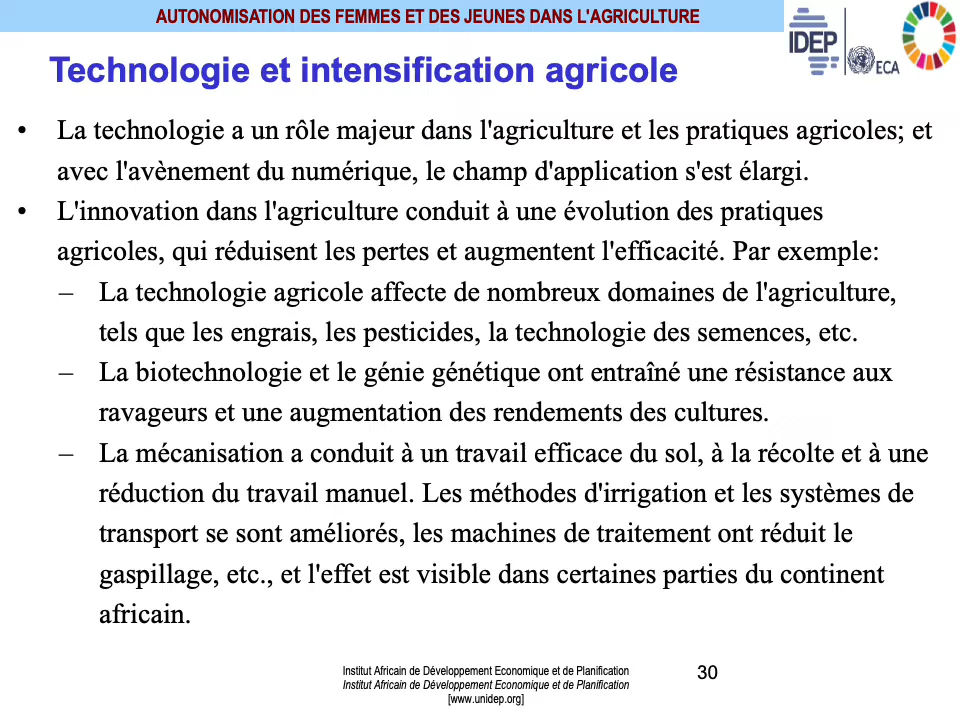 AUTONOMISATION DES FEMMES ET DES JEUNES DANS L'AGRICULTURE
IDEP
ECA
Technologie et intensification agricole
• La technologie a un rôle majeur dans l'agriculture et les pratiques agricoles; et
avec l'avènement du numérique, le champ d'application s'est élargi.
• L'innovation dans l'agriculture conduit à une évolution des pratiques
agricoles, qui réduisent les pertes et augmentent l'efficacité. Par exemple:
– La technologie agricole affecte de nombreux domaines de l'agriculture,
tels que les engrais, les pesticides, la technologie des semences, etc.
– La biotechnologie et le génie génétique ont entraîné une résistance aux
ravageurs et une augmentation des rendements des cultures.
– La mécanisation a conduit à un travail efficace du sol, à la récolte et à une
réduction du travail manuel. Les méthodes d'irrigation et les systèmes de
transport se sont améliorés, les machines de traitement ont réduit le
gaspillage, etc., et l'effet est visible dans certaines parties du continent
africain.
Institut Africain de Développement Economique et de Planification
Institut Africain de Développement Economique et de Planification
[www.unidep.org]
30